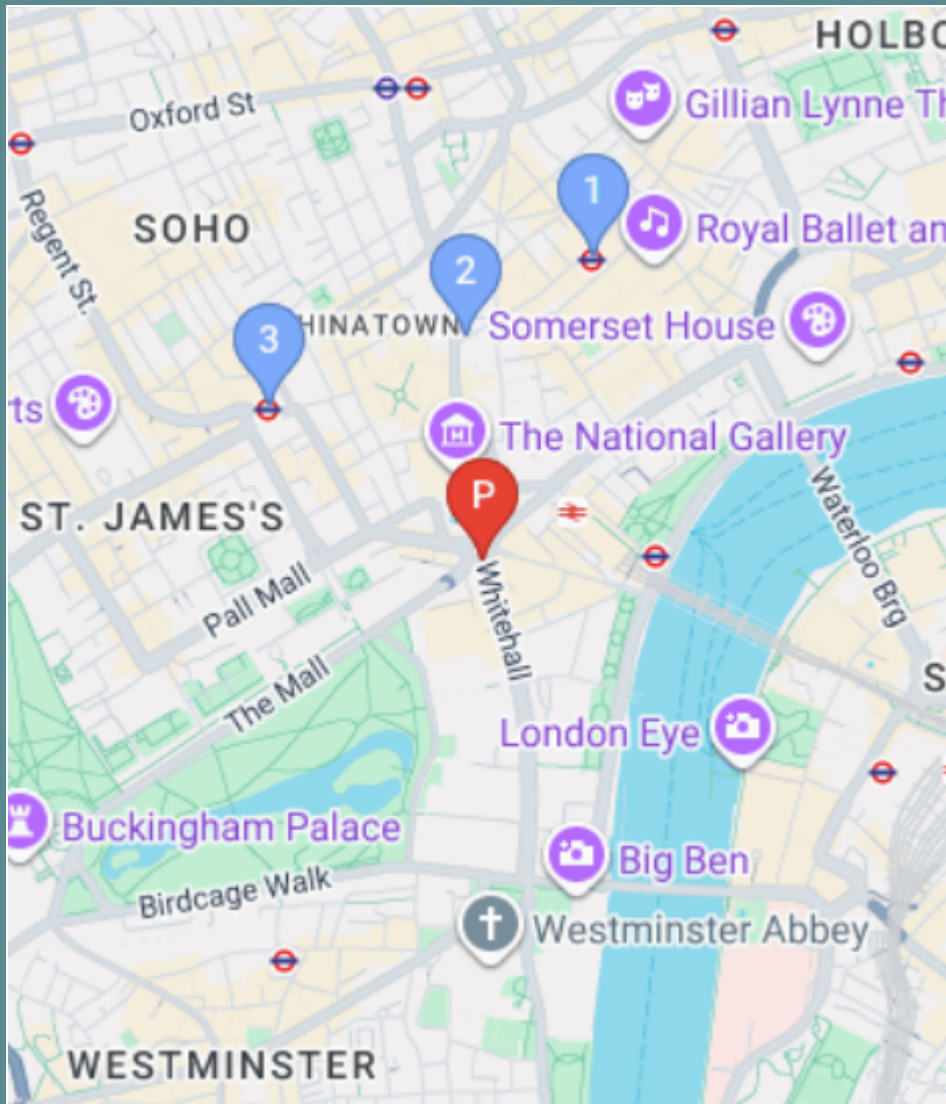 HOLBO
Oxford St
Gillian Lynne Th
1
Regent St.
SOHO
Royal Ballet an
2
HINATOWN
Somerset House
3
rts
The National Gallery
P
ST. JAMES'S
Waterloo Brg
Pall Mall
Whitehall
The Mall
S
London Eye
Buckingham Palace
Big Ben
Birdcage Walk
Westminster Abbey
WESTMINSTER